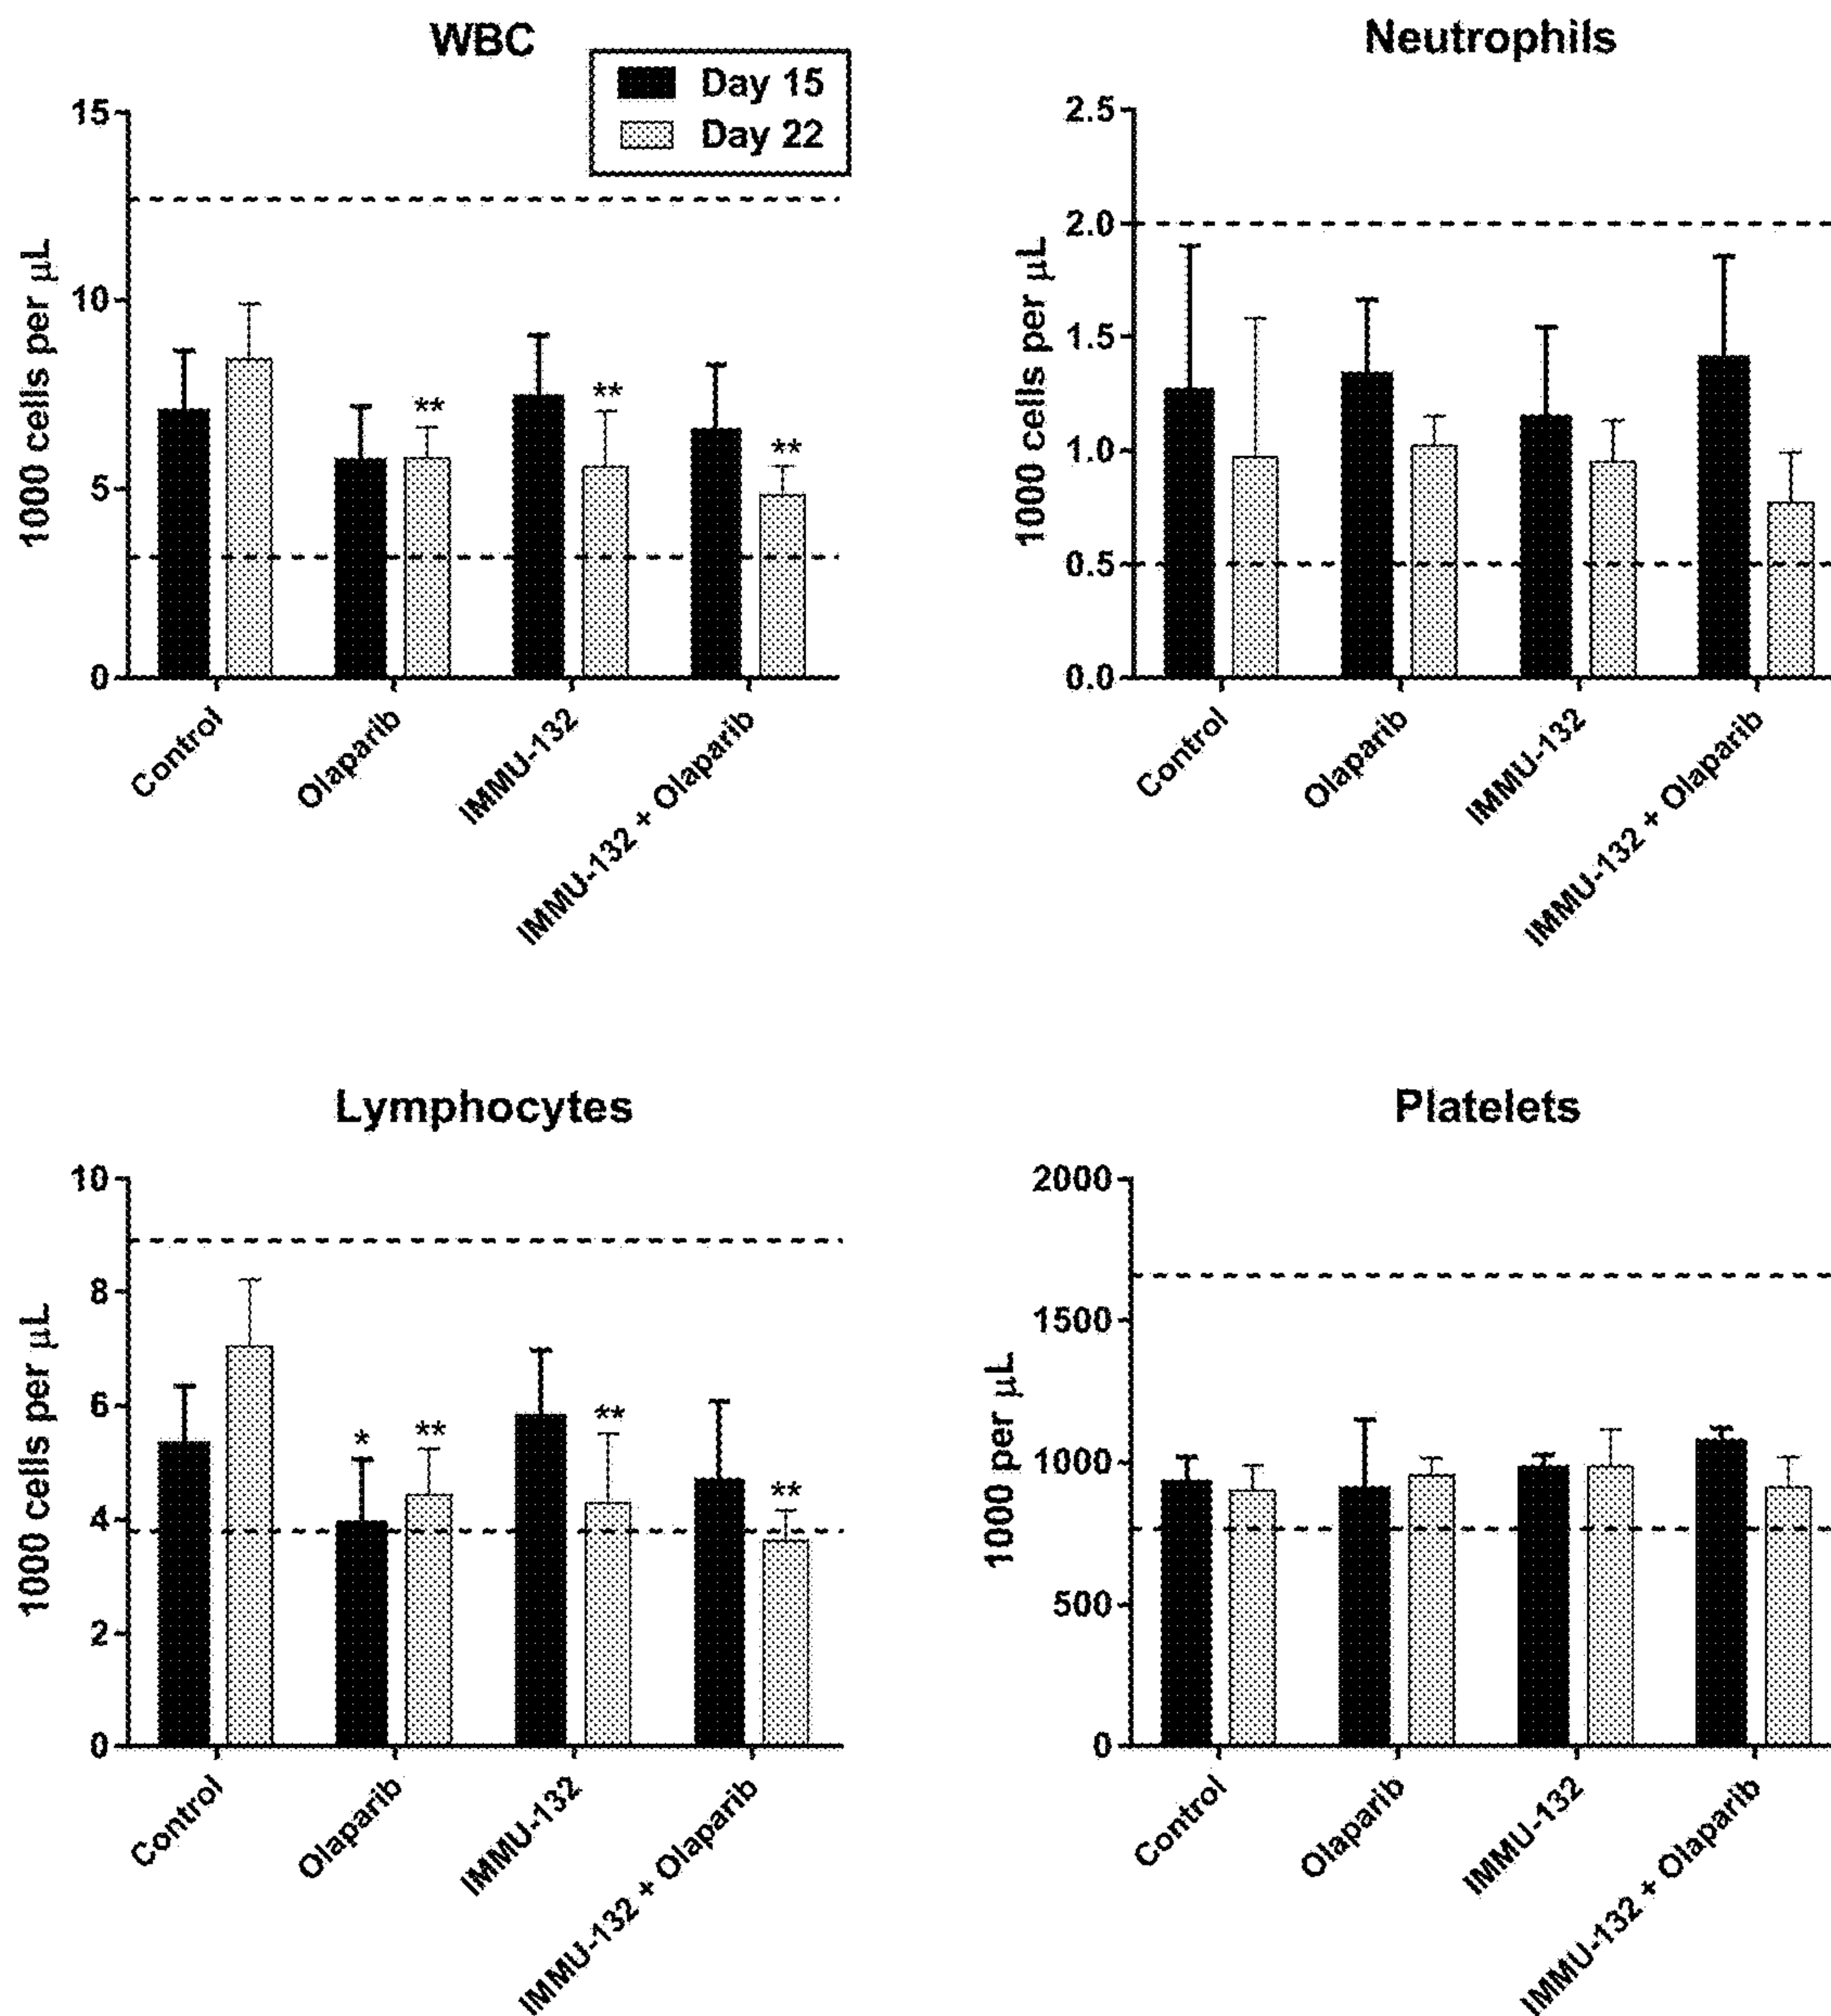 WBC
Day 15
Day 22
1000 cells per µL
15
10
5
0
**
**
**
Control
Olaparib
IMMU-132
IMMU-132 + Olaparib
Neutrophils
1000 cells per µL
2.5
2.0
1.5
1.0
0.5
0.0
Control
Olaparib
IMMU-132
IMMU-132 + Olaparib
Lymphocytes
1000 cells per µL
10
8
6
4
2
0
*
**
**
**
Control
Olaparib
IMMU-132
IMMU-132 + Olaparib
Platelets
1000 per µL
2000
1500
1000
500
0
Control
Olaparib
IMMU-132
IMMU-132 + Olaparib